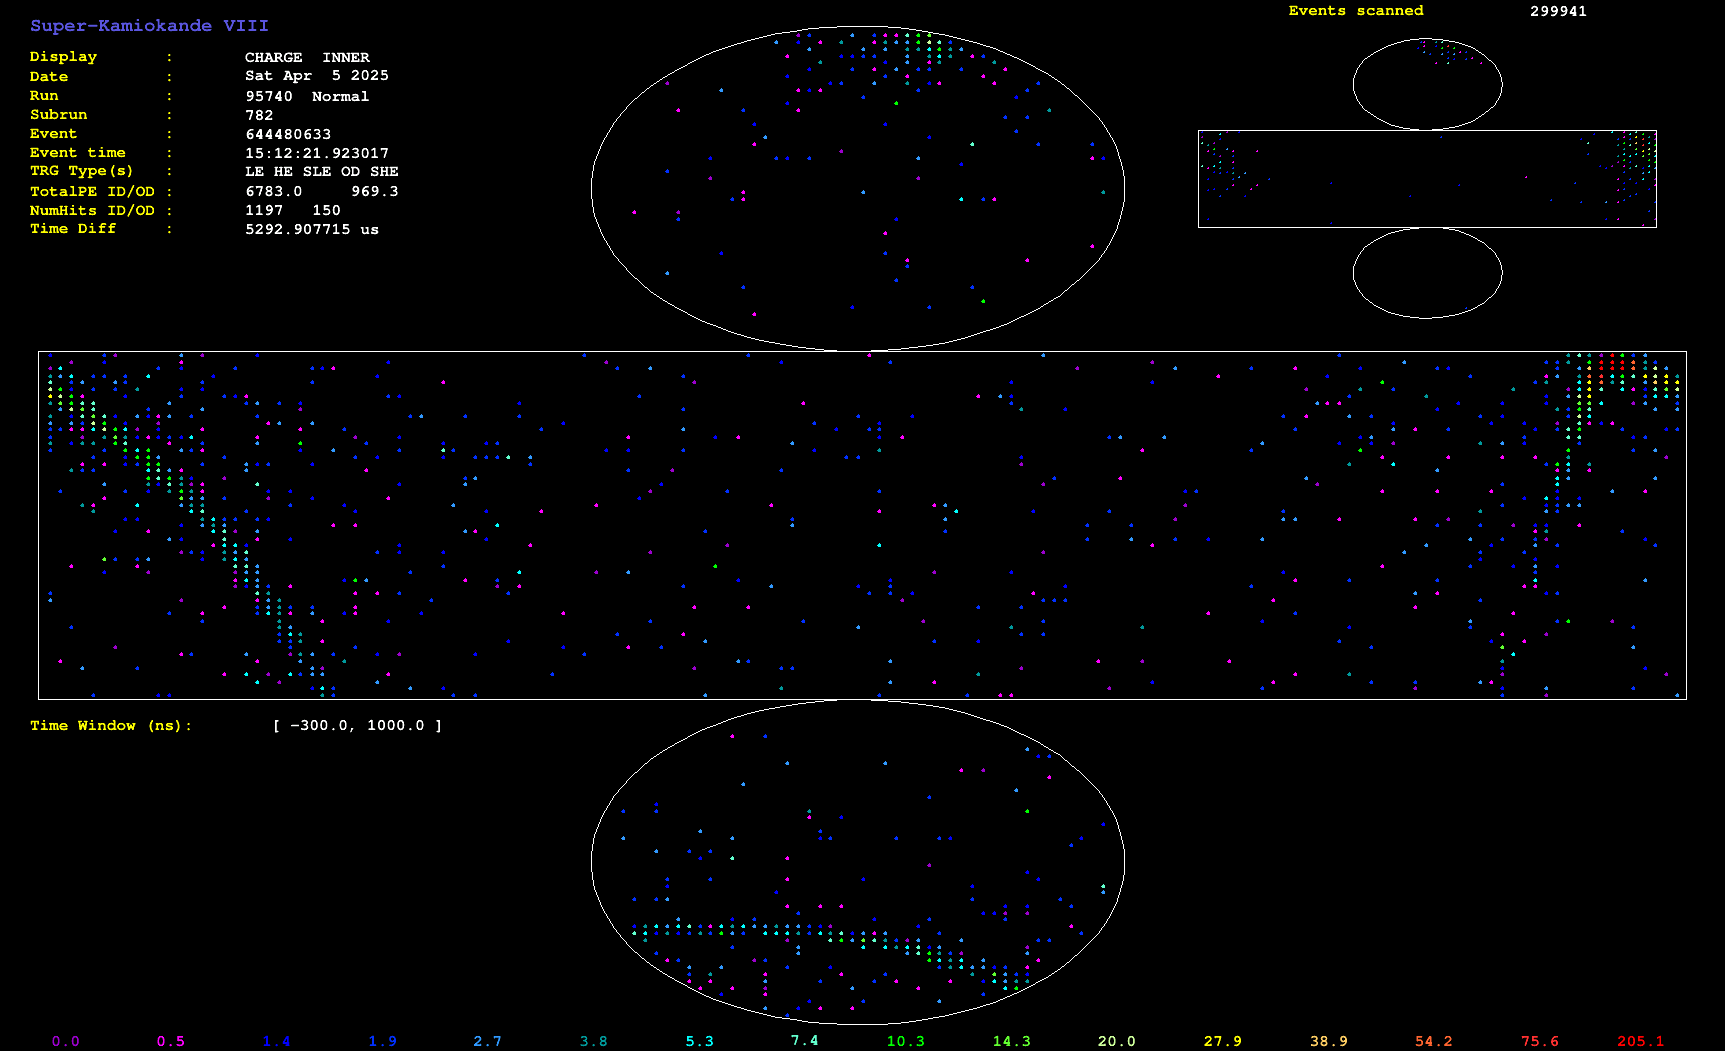 Super-Kamiokande VIII
Events scanned 299941
Display : CHARGE INNER
Date : Sat Apr 5 2025
Run : 95740 Normal
Subrun : 782
Event : 644480633
Event time : 15:12:21.923017
TRG Type(s) : LE HE SLE OD SHE
TotalPE ID/OD : 6783.0 969.3
NumHits ID/OD : 1197 150
Time Diff : 5292.907715 us
Time Window (ns): [ -300.0, 1000.0 ]
0.0 0.5 1.4 1.9 2.7 3.8 5.3 7.4 10.3 14.3 20.0 27.9 38.9 54.2 75.6 205.1